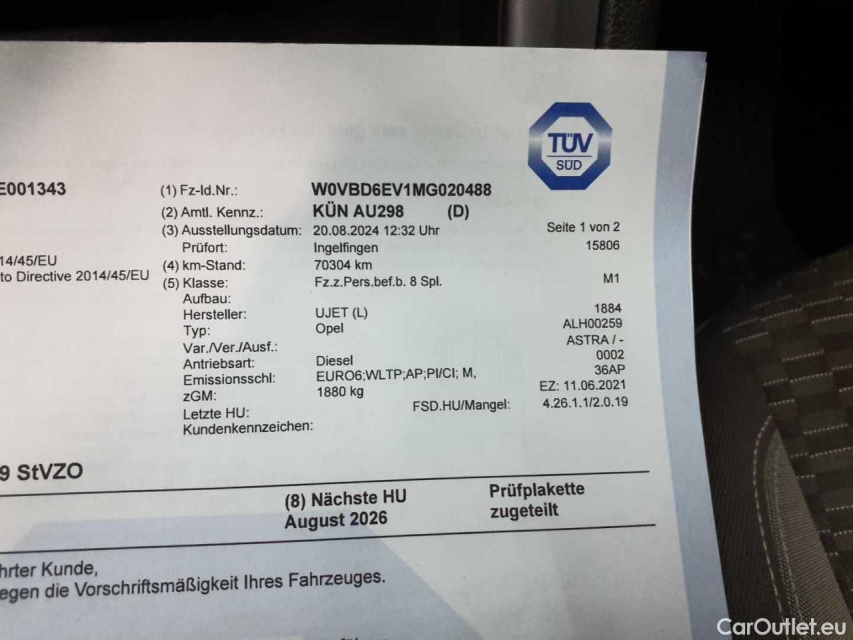 TÜV
SÜD
E001343
(1) Fz-Id.Nr.: W0VBD6EV1MG020488
(2) Amtl. Kennz.: KÜN AU298 (D)
(3) Ausstellungsdatum: 20.08.2024 12:32 Uhr Seite 1 von 2
Prüfort: Ingelfingen 15806
14/45/EU
(4) km-Stand: 70304 km
to Directive 2014/45/EU
(5) Klasse: Fz.z.Pers.bef.b. 8 Spl. M1
Aufbau:
Hersteller: UJET (L) 1884
Typ: Opel ALH00259
Var./Ver./Ausf.: ASTRA / -
Antriebsart: Diesel 0002
Emissionsschl: EURO6;WLTP;AP;PI/CI; M, 36AP
zGM: 1880 kg EZ: 11.06.2021
Letzte HU: FSD.HU/Mangel: 4.26.1.1/2.0.19
Kundenkennzeichen:
9 StVZO
(8) Nächste HU Prüfplakette
August 2026 zugeteilt
hrter Kunde,
egen die Vorschriftsmäßigkeit Ihres Fahrzeuges.
CarOutlet.eu